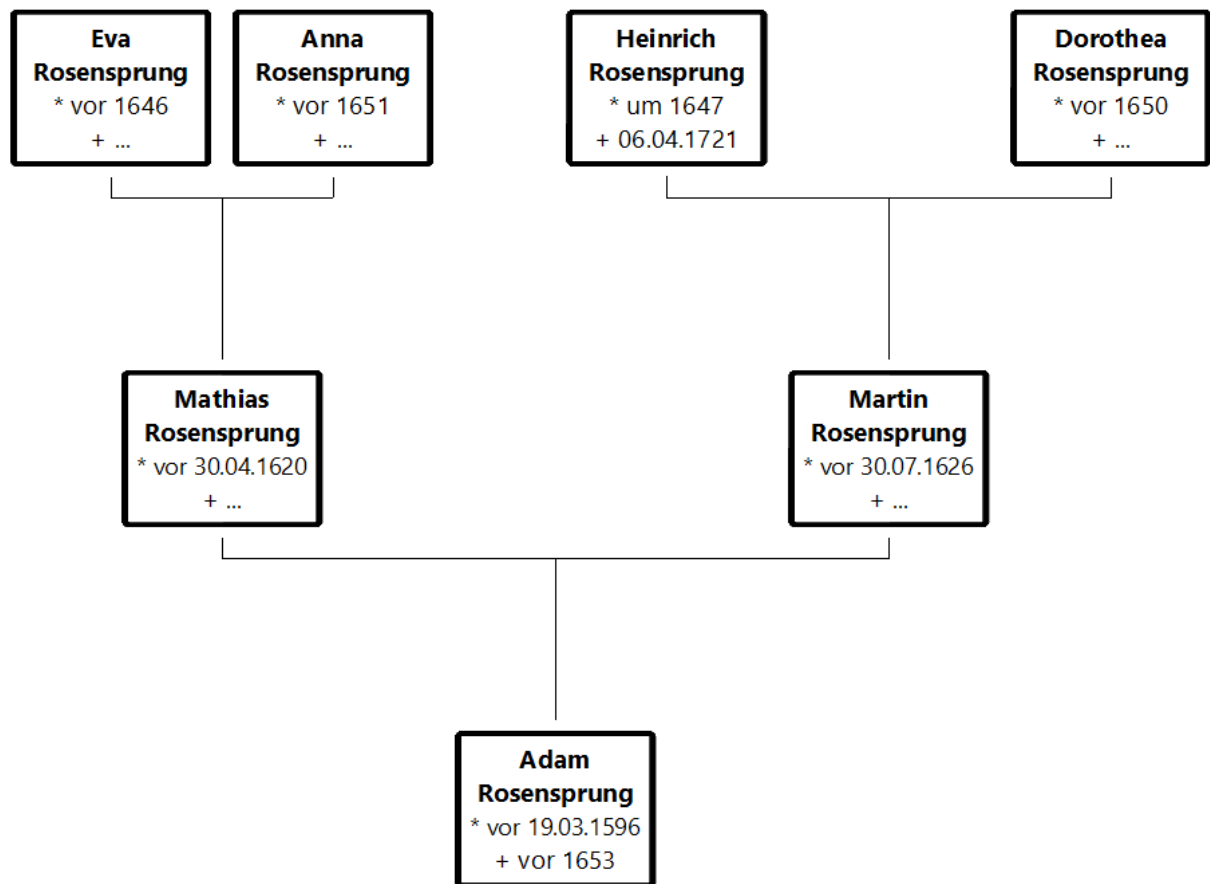 Eva
Rosensprung
* vor 1646
+ ...
Anna
Rosensprung
* vor 1651
+ ...
Heinrich
Rosensprung
* um 1647
+ 06.04.1721
Dorothea
Rosensprung
* vor 1650
+ ...
Mathias
Rosensprung
* vor 30.04.1620
+ ...
Martin
Rosensprung
* vor 30.07.1626
+ ...
Adam
Rosensprung
* vor 19.03.1596
+ vor 1653